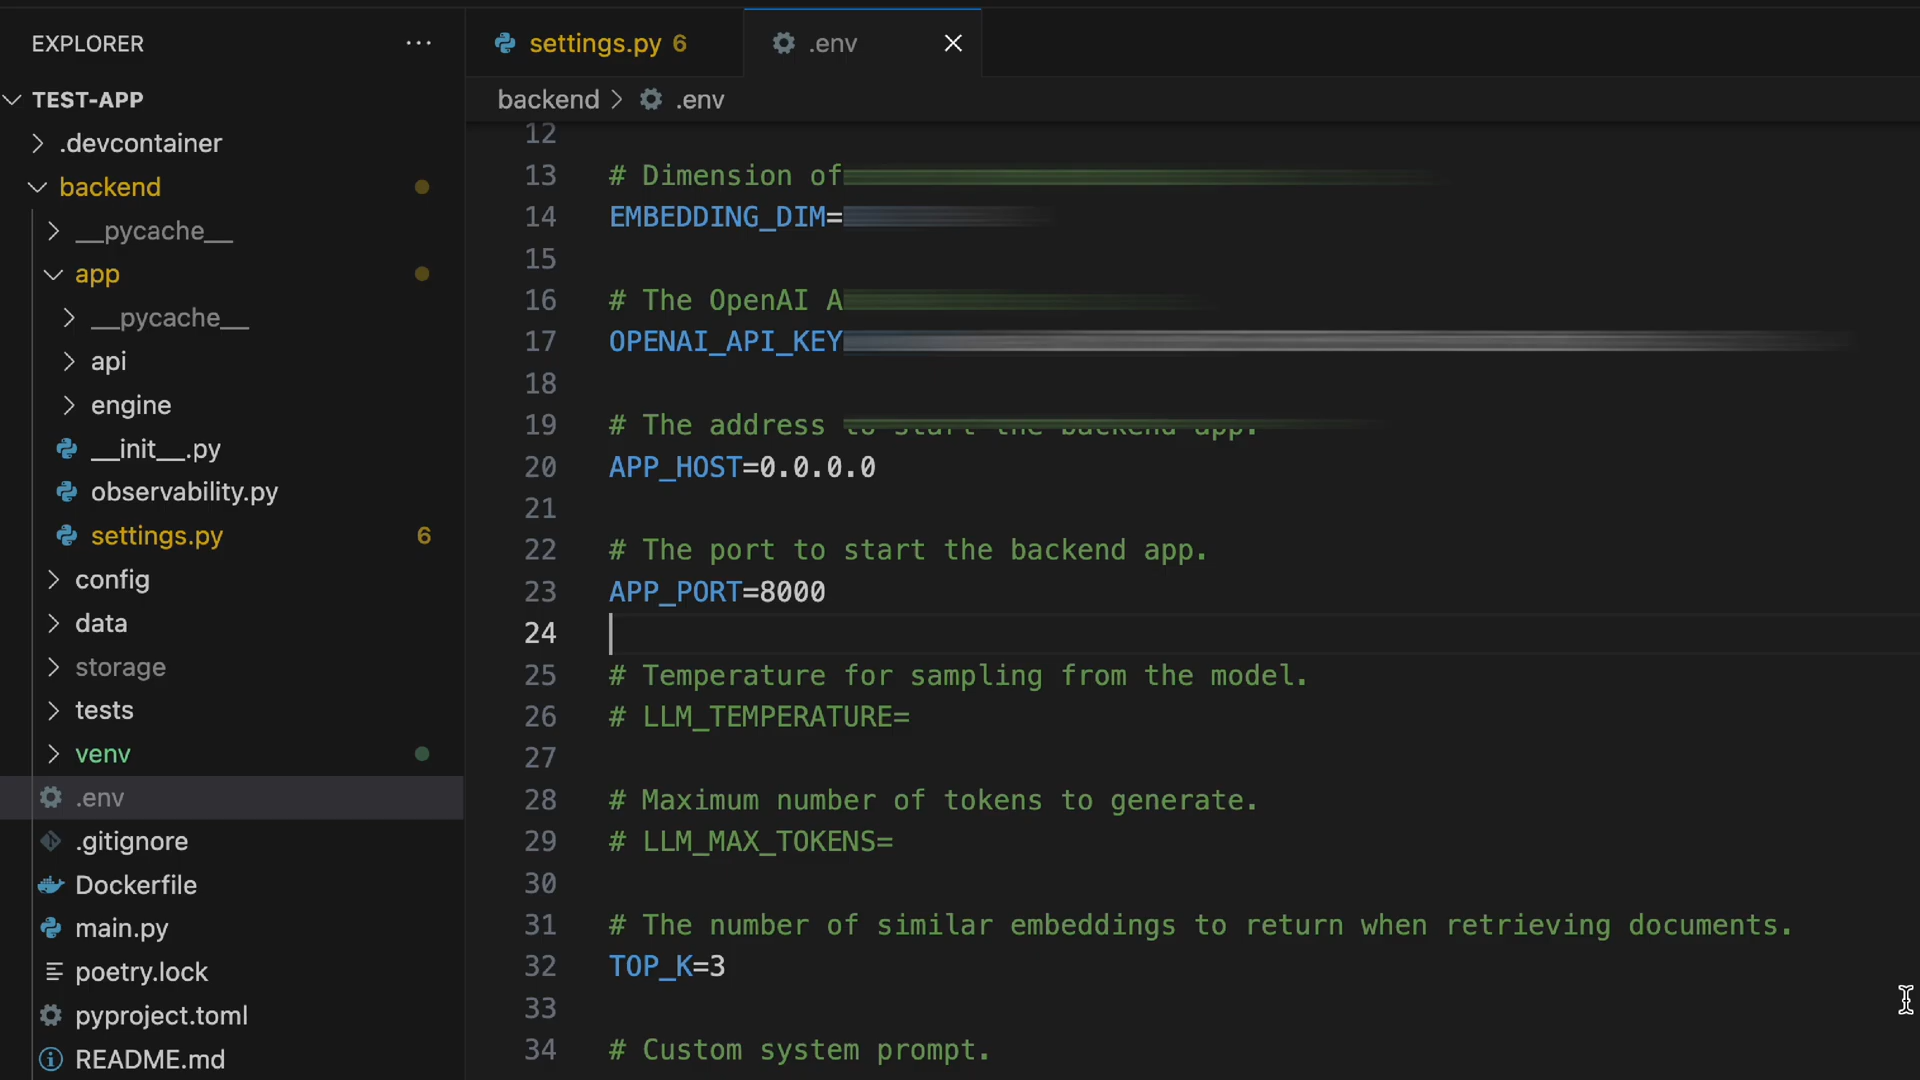 EXPLORER
TEST-APP
.devcontainer
backend
__pycache__
app
__pycache__
api
engine
__init__.py
observability.py
settings.py 6
config
data
storage
tests
venv
.env
.gitignore
Dockerfile
main.py
poetry.lock
pyproject.toml
README.md
settings.py 6
.env
backend > .env
12
13 # Dimension of
14 EMBEDDING_DIM=
15
16 # The OpenAI A
17 OPENAI_API_KEY
18
19 # The address to start the backend app.
20 APP_HOST=0.0.0.0
21
22 # The port to start the backend app.
23 APP_PORT=8000
24
25 # Temperature for sampling from the model.
26 # LLM_TEMPERATURE=
27
28 # Maximum number of tokens to generate.
29 # LLM_MAX_TOKENS=
30
31 # The number of similar embeddings to return when retrieving documents.
32 TOP_K=3
33
34 # Custom system prompt.